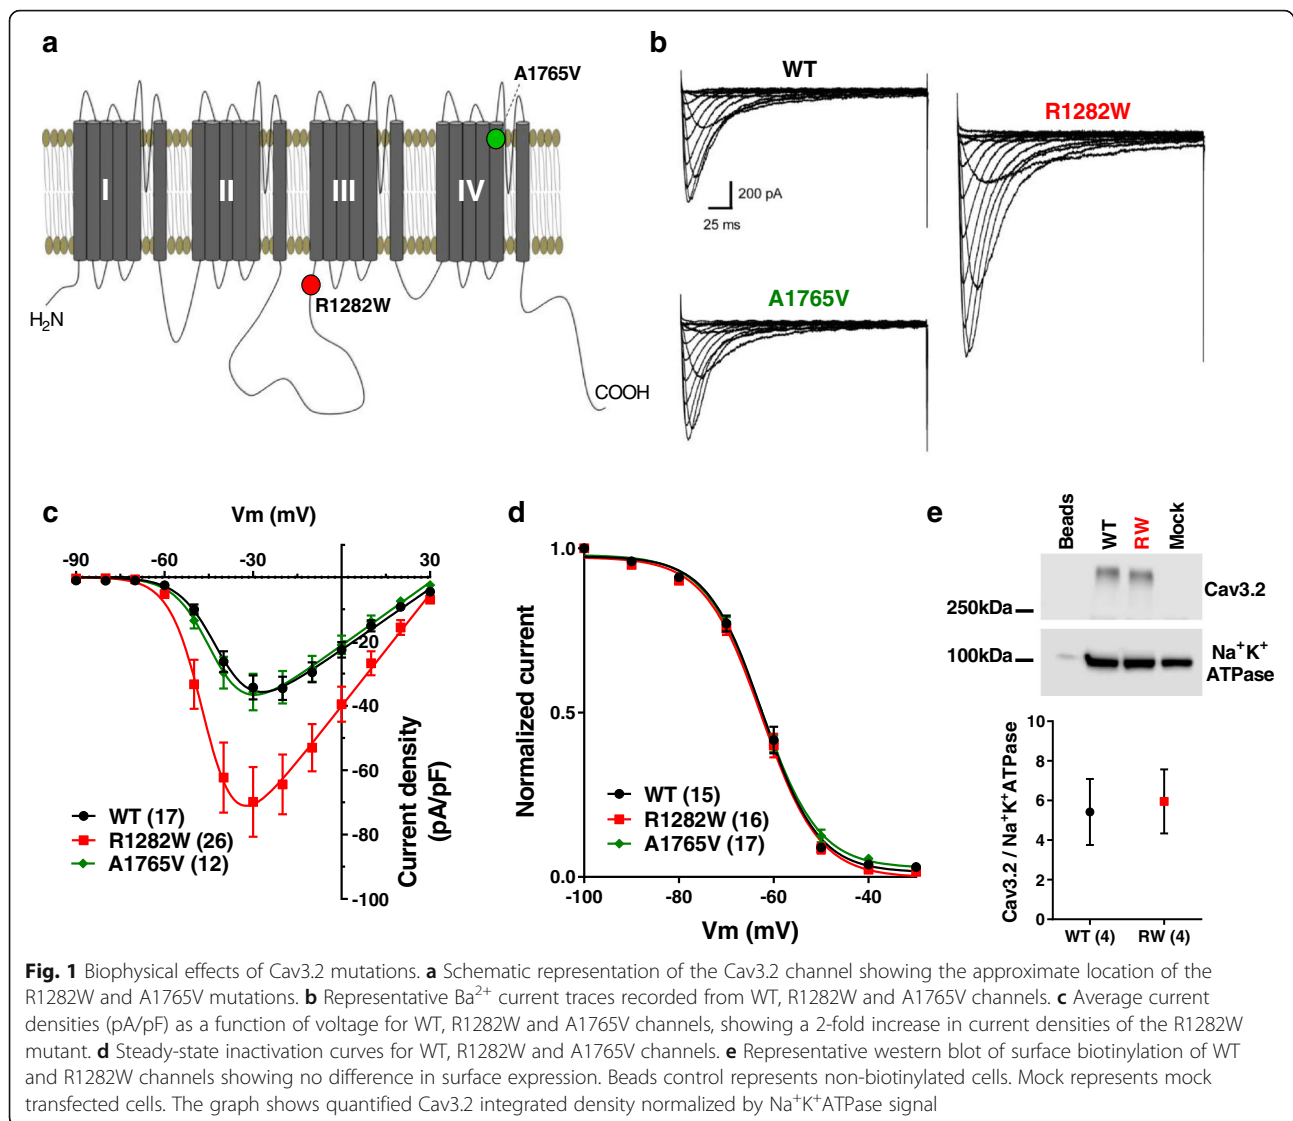 a
A1765V
I
II
III
IV
R1282W
H2N
COOH
b
WT
200 pA
25 ms
R1282W
A1765V
c
Vm (mV)
-90
-60
-30
30
-20
-40
-60
-80
-100
Current density
(pA/pF)
WT (17)
R1282W (26)
A1765V (12)
d
1.0
0.5
0.0
Normalized current
WT (15)
R1282W (16)
A1765V (17)
-100
-80
-60
-40
Vm (mV)
e
Beads
WT
RW
Mock
Cav3.2
250kDa
100kDa
Na+K+
ATPase
10
8
6
4
2
0
Cav3.2 / Na+K+ATPase
WT (4)
RW (4)
Fig. 1 Biophysical effects of Cav3.2 mutations. a Schematic representation of the Cav3.2 channel showing the approximate location of the
R1282W and A1765V mutations. b Representative Ba2+ current traces recorded from WT, R1282W and A1765V channels. c Average current
densities (pA/pF) as a function of voltage for WT, R1282W and A1765V channels, showing a 2-fold increase in current densities of the R1282W
mutant. d Steady-state inactivation curves for WT, R1282W and A1765V channels. e Representative western blot of surface biotinylation of WT
and R1282W channels showing no difference in surface expression. Beads control represents non-biotinylated cells. Mock represents mock
transfected cells. The graph shows quantified Cav3.2 integrated density normalized by Na+K+ATPase signal